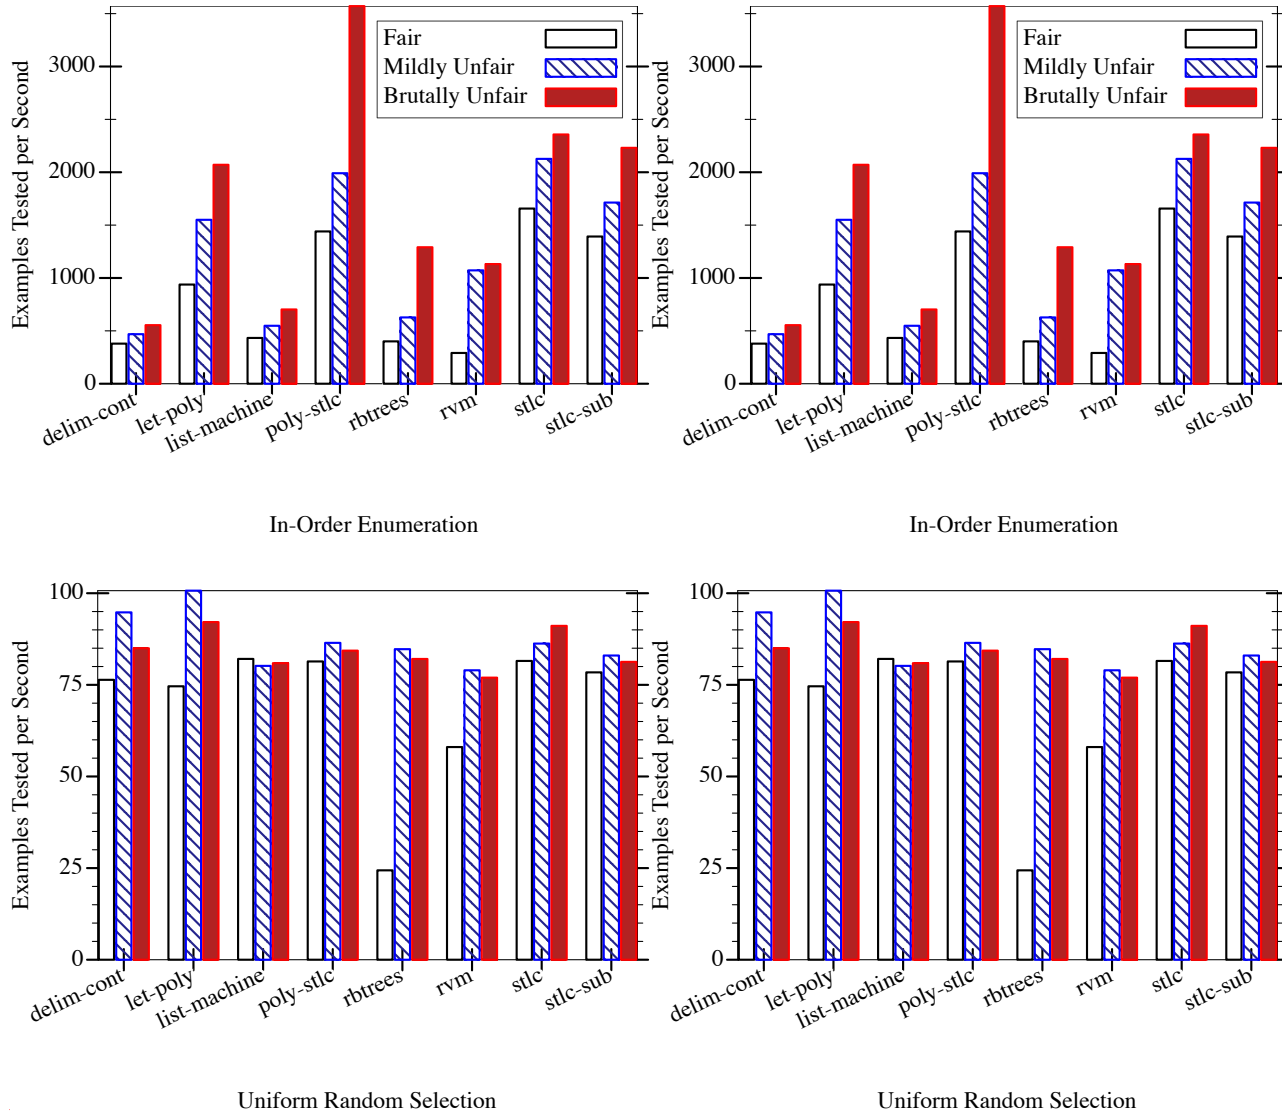 Examples Tested per Second
3000
2000
1000
0
Fair
Mildly Unfair
Brutally Unfair
delim-cont
let-poly
list-machine
poly-stlc
rbtrees
rvm
stlc
stlc-sub
In-Order Enumeration
Examples Tested per Second
3000
2000
1000
0
Fair
Mildly Unfair
Brutally Unfair
delim-cont
let-poly
list-machine
poly-stlc
rbtrees
rvm
stlc
stlc-sub
In-Order Enumeration
Examples Tested per Second
100
75
50
25
0
delim-cont
let-poly
list-machine
poly-stlc
rbtrees
rvm
stlc
stlc-sub
Uniform Random Selection
Examples Tested per Second
100
75
50
25
0
delim-cont
let-poly
list-machine
poly-stlc
rbtrees
rvm
stlc
stlc-sub
Uniform Random Selection